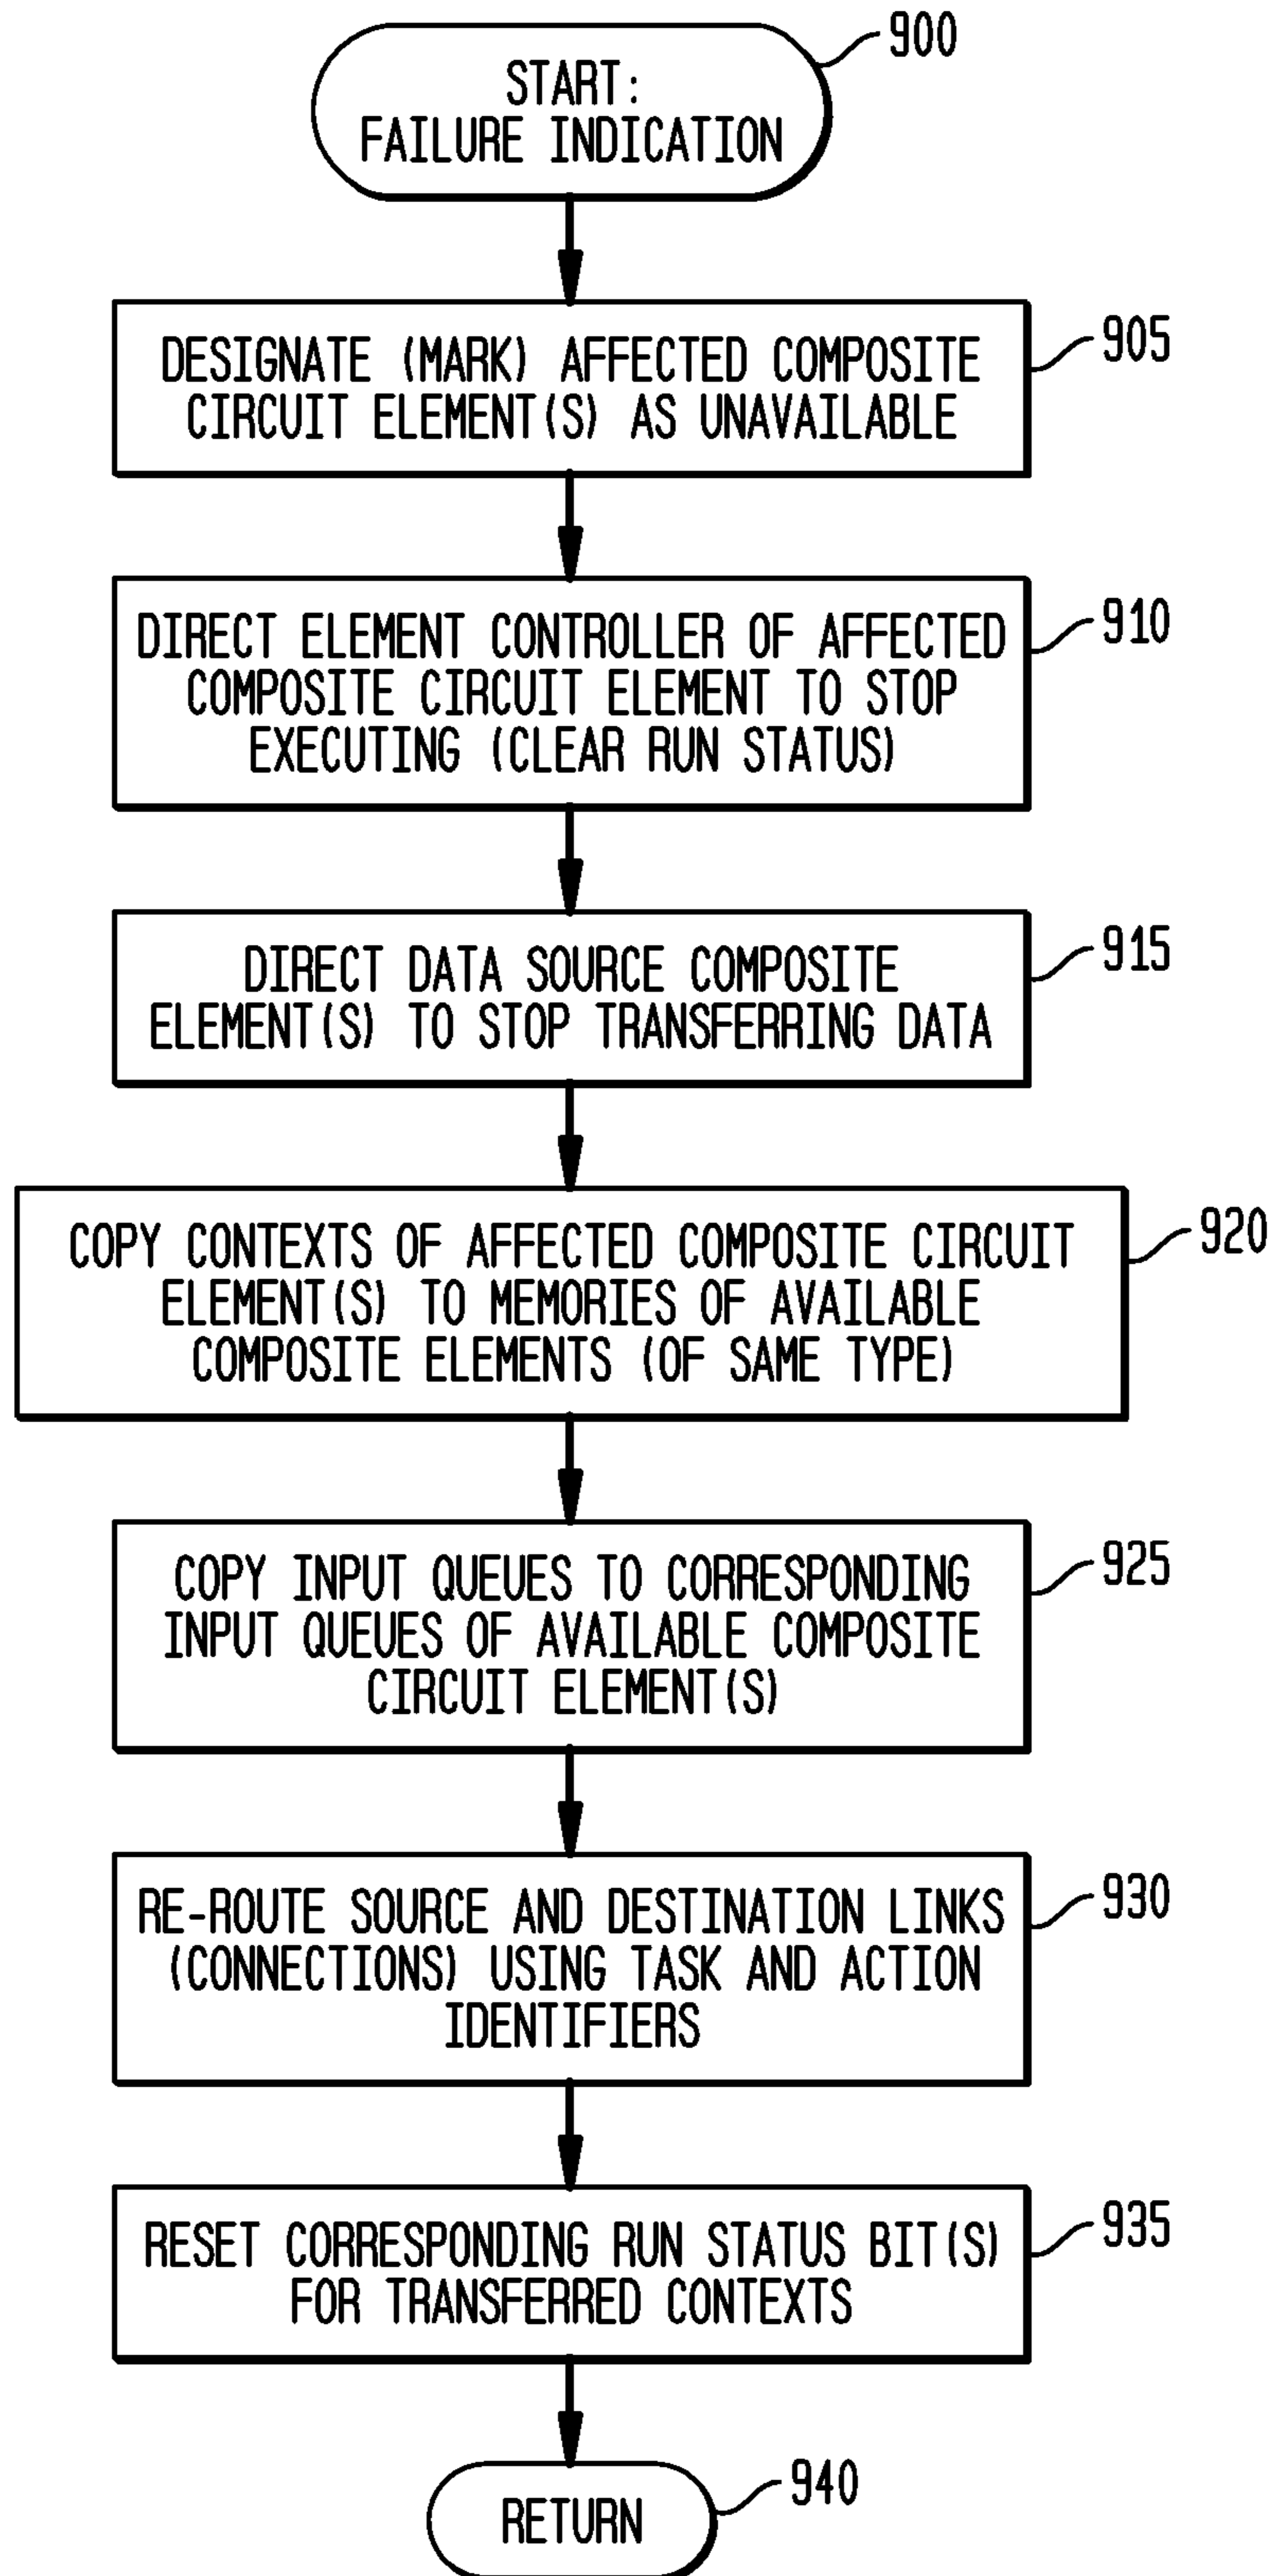 900
START:
FAILURE INDICATION
905
DESIGNATE (MARK) AFFECTED COMPOSITE
CIRCUIT ELEMENT(S) AS UNAVAILABLE
910
DIRECT ELEMENT CONTROLLER OF AFFECTED
COMPOSITE CIRCUIT ELEMENT TO STOP
EXECUTING (CLEAR RUN STATUS)
915
DIRECT DATA SOURCE COMPOSITE
ELEMENT(S) TO STOP TRANSFERRING DATA
920
COPY CONTEXTS OF AFFECTED COMPOSITE CIRCUIT
ELEMENT(S) TO MEMORIES OF AVAILABLE
COMPOSITE ELEMENTS (OF SAME TYPE)
925
COPY INPUT QUEUES TO CORRESPONDING
INPUT QUEUES OF AVAILABLE COMPOSITE
CIRCUIT ELEMENT(S)
930
RE-ROUTE SOURCE AND DESTINATION LINKS
(CONNECTIONS) USING TASK AND ACTION
IDENTIFIERS
935
RESET CORRESPONDING RUN STATUS BIT(S)
FOR TRANSFERRED CONTEXTS
940
RETURN